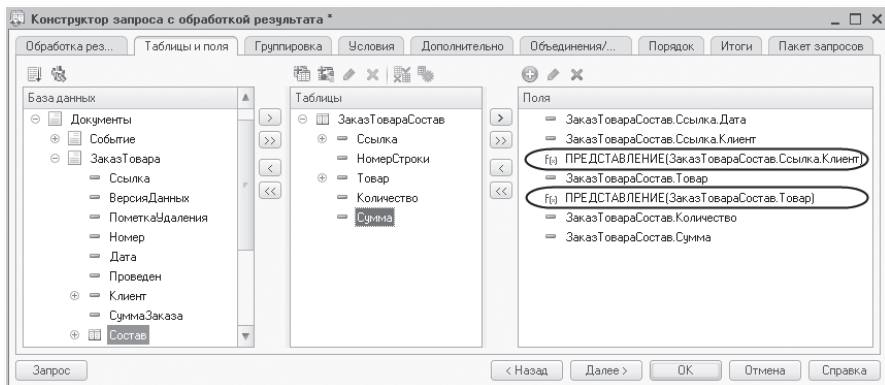 Конструктор запроса с обработкой результата *
Обработка рез... Таблицы и поля Группировка Условия Дополнительно Объединения/... Порядок Итоги Пакет запросов
База данных
Документы
Событие
ЗаказТовара
Ссылка
ВерсияДанных
ПометкаУдаления
Номер
Дата
Проведен
Клиент
СуммаЗаказа
Состав
>
>>
<
<<
Таблицы
ЗаказТовараСостав
Ссылка
НомерСтроки
Товар
Количество
Сумма
>
>>
<
<<
Поля
ЗаказТовараСостав.Ссылка.Дата
ЗаказТовараСостав.Ссылка.Клиент
ПРЕДСТАВЛЕНИЕ(ЗаказТовараСостав.Ссылка.Клиент)
ЗаказТовараСостав.Товар
ПРЕДСТАВЛЕНИЕ(ЗаказТовараСостав.Товар)
ЗаказТовараСостав.Количество
ЗаказТовараСостав.Сумма
Запрос < Назад Далее > ОК Отмена Справка